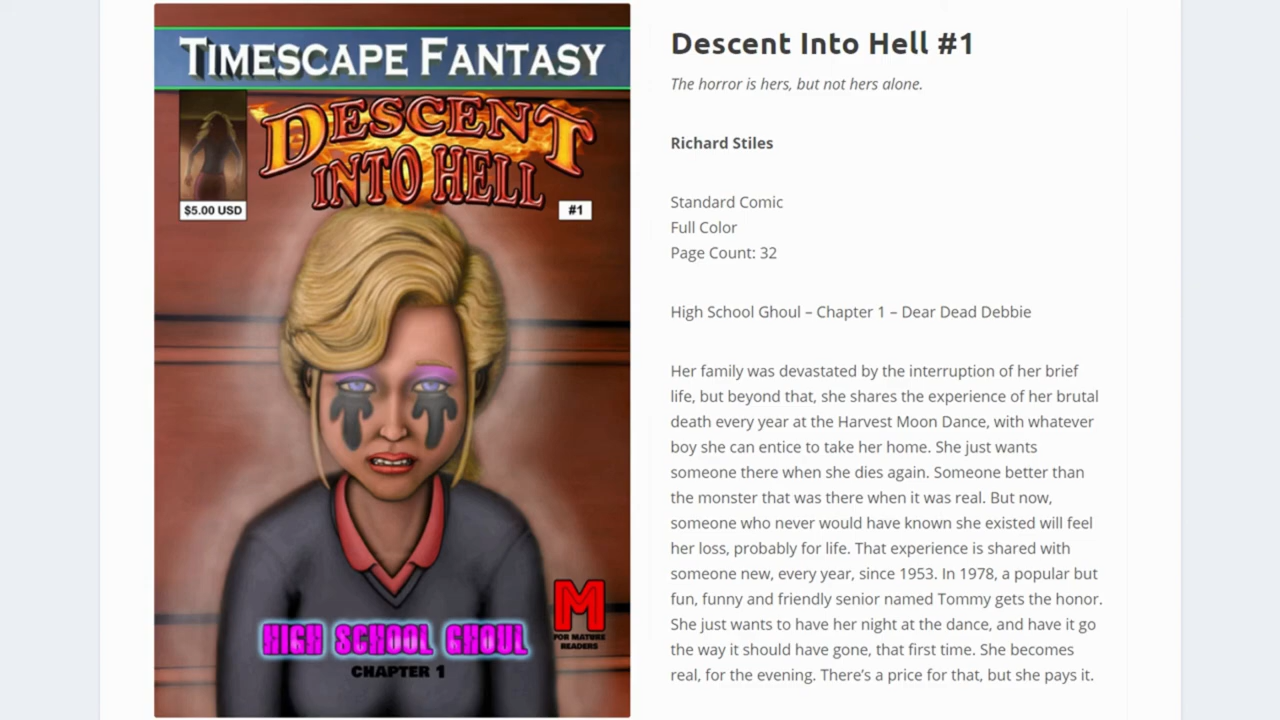 TIMESCAPE FANTASY
DESCENT
INTO HELL
$5.00 USD
#1
HIGH SCHOOL GHOUL
CHAPTER 1
M
FOR MATURE
READERS
Descent Into Hell #1
The horror is hers, but not hers alone.
Richard Stiles
Standard Comic
Full Color
Page Count: 32
High School Ghoul – Chapter 1 – Dear Dead Debbie
Her family was devastated by the interruption of her brief
life, but beyond that, she shares the experience of her brutal
death every year at the Harvest Moon Dance, with whatever
boy she can entice to take her home. She just wants
someone there when she dies again. Someone better than
the monster that was there when it was real. But now,
someone who never would have known she existed will feel
her loss, probably for life. That experience is shared with
someone new, every year, since 1953. In 1978, a popular but
fun, funny and friendly senior named Tommy gets the honor.
She just wants to have her night at the dance, and have it go
the way it should have gone, that first time. She becomes
real, for the evening. There’s a price for that, but she pays it.